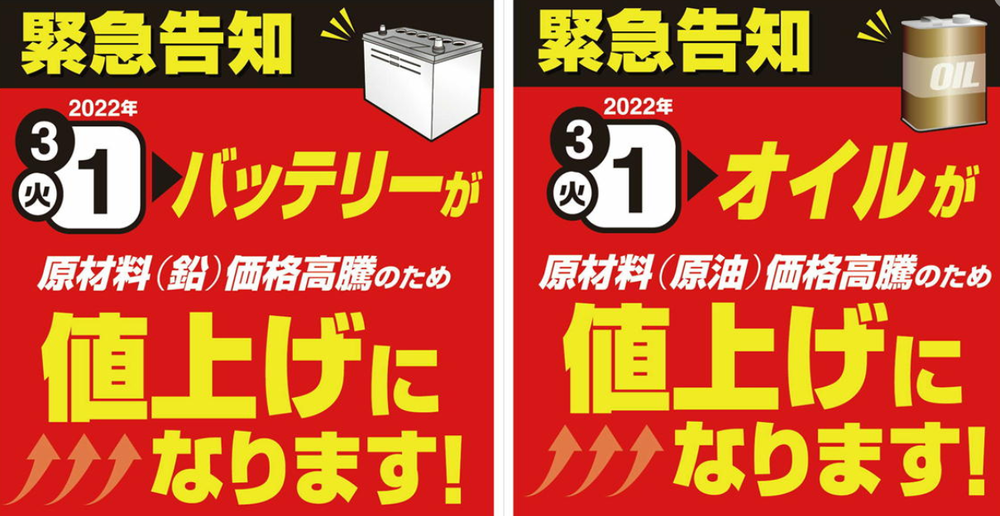 緊急告知
2022年
3
火
1
バッテリーが
原材料（鉛）価格高騰のため
値上げに
なります!
緊急告知
OIL
2022年
3
火
1
オイルが
原材料（原油）価格高騰のため
値上げに
なります!